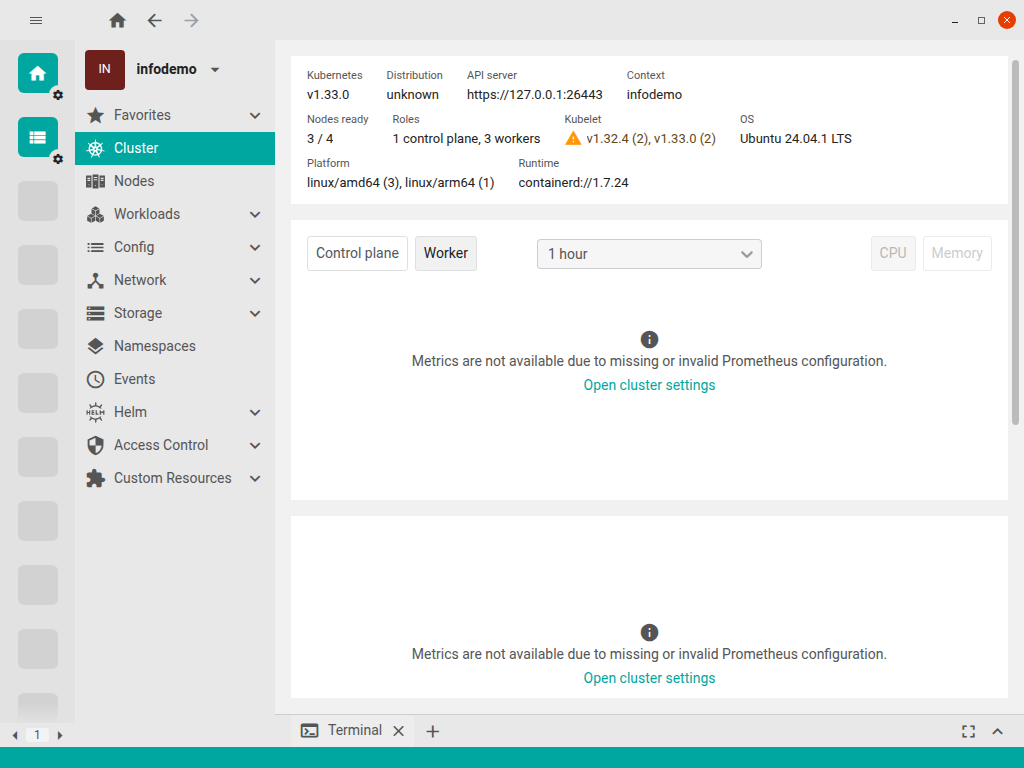 IN infodemo
Favorites
Cluster
Nodes
Workloads
Config
Network
Storage
Namespaces
Events
HELM Helm
Access Control
Custom Resources
Kubernetes Distribution API server Context
v1.33.0 unknown https://127.0.0.1:26443 infodemo
Nodes ready Roles Kubelet OS
3 / 4 1 control plane, 3 workers v1.32.4 (2), v1.33.0 (2) Ubuntu 24.04.1 LTS
Platform Runtime
linux/amd64 (3), linux/arm64 (1) containerd://1.7.24
Control plane Worker 1 hour CPU Memory
Metrics are not available due to missing or invalid Prometheus configuration.
Open cluster settings
Metrics are not available due to missing or invalid Prometheus configuration.
Open cluster settings
1 Terminal